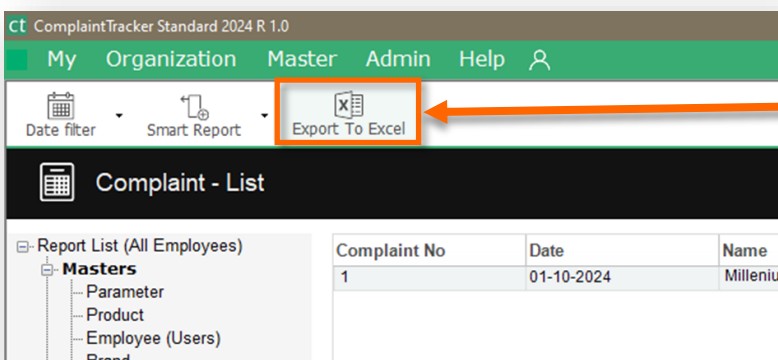 ct ComplaintTracker Standard 2024 R 1.0
My Organization Master Admin Help
Date filter Smart Report Export To Excel
Complaint - List
Report List (All Employees)
Masters
Parameter
Product
Employee (Users)
Brand
Complaint No Date Name
1 01-10-2024 Milleniu